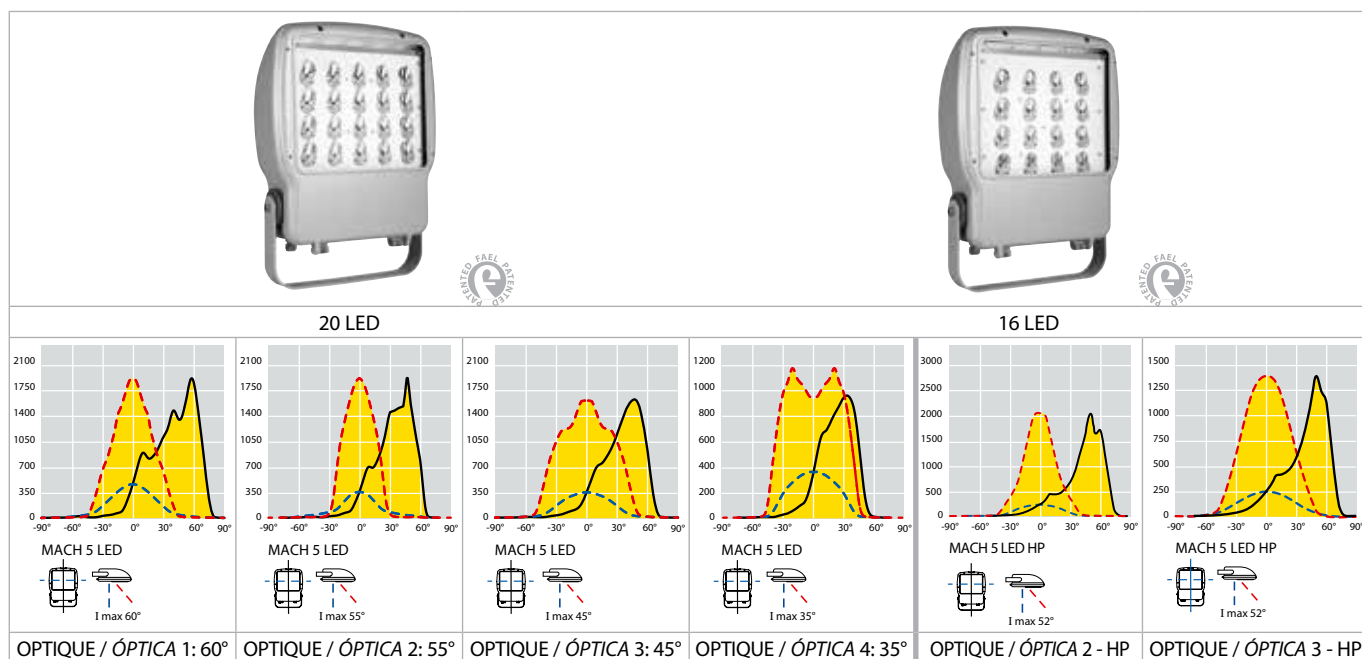 PATENTED FAEL PATENTED
PATENTED FAEL PATENTED
20 LED
16 LED
2100
1750
1400
1050
700
350
0
-90° -60° -30° 0° 30° 60° 90°
MACH 5 LED
I max 60°
OPTIQUE / ÓPTICA 1: 60°
2100
1750
1400
1050
700
350
0
-90° -60° -30° 0° 30° 60° 90°
MACH 5 LED
I max 55°
OPTIQUE / ÓPTICA 2: 55°
2100
1750
1400
1050
700
350
0
-90° -60° -30° 0° 30° 60° 90°
MACH 5 LED
I max 45°
OPTIQUE / ÓPTICA 3: 45°
1200
1000
800
600
400
200
0
-90° -60° -30° 0° 30° 60° 90°
MACH 5 LED
I max 35°
OPTIQUE / ÓPTICA 4: 35°
3000
2500
2000
1500
1000
500
0
-90° -60° -30° 0° 30° 60° 90°
MACH 5 LED HP
I max 52°
OPTIQUE / ÓPTICA 2 - HP
1500
1250
1000
750
500
250
0
-90° -60° -30° 0° 30° 60° 90°
MACH 5 LED HP
I max 52°
OPTIQUE / ÓPTICA 3 - HP